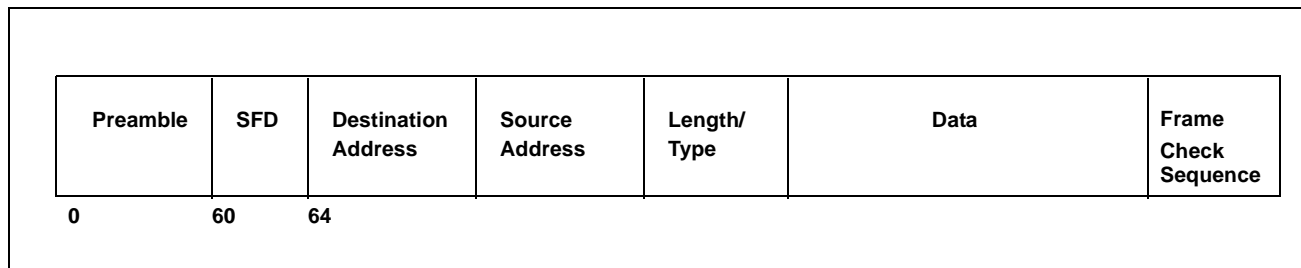 Preamble
SFD
Destination
Address
Source
Address
Length/
Type
Data
Frame
Check
Sequence
0
60
64